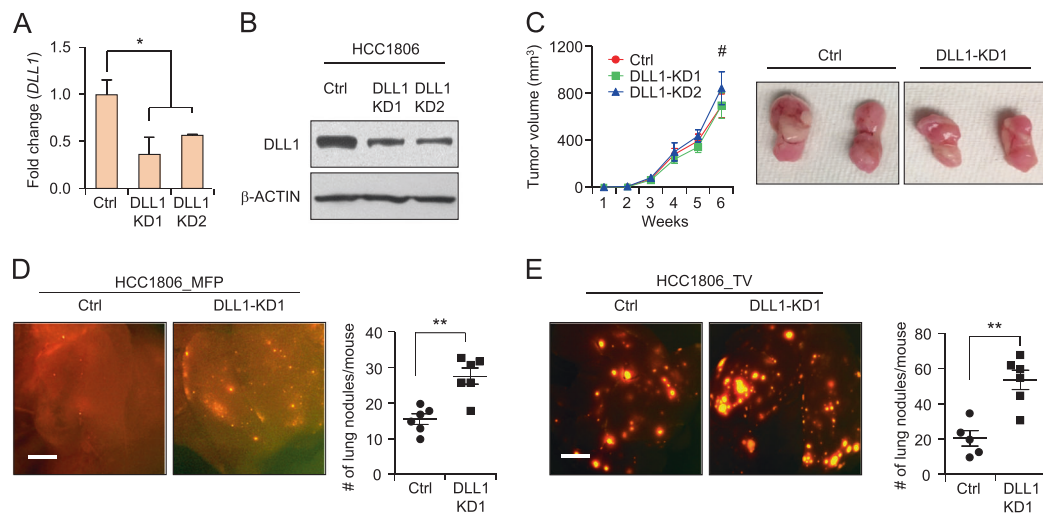 A
Fold change (DLL1)
1.5
1.0
0.5
0.0
*
Ctrl
DLL1
KD1
DLL1
KD2
B
HCC1806
Ctrl
DLL1
KD1
DLL1
KD2
DLL1
β-ACTIN
C
Tumor volume (mm³)
1200
800
400
0
Ctrl
DLL1-KD1
DLL1-KD2
#
1 2 3 4 5 6
Weeks
Ctrl
DLL1-KD1
D
HCC1806_MFP
Ctrl
DLL1-KD1
# of lung nodules/mouse
40
30
20
10
0
**
Ctrl
DLL1
KD1
E
HCC1806_TV
Ctrl
DLL1-KD1
# of lung nodules/mouse
80
60
40
20
0
**
Ctrl
DLL1
KD1